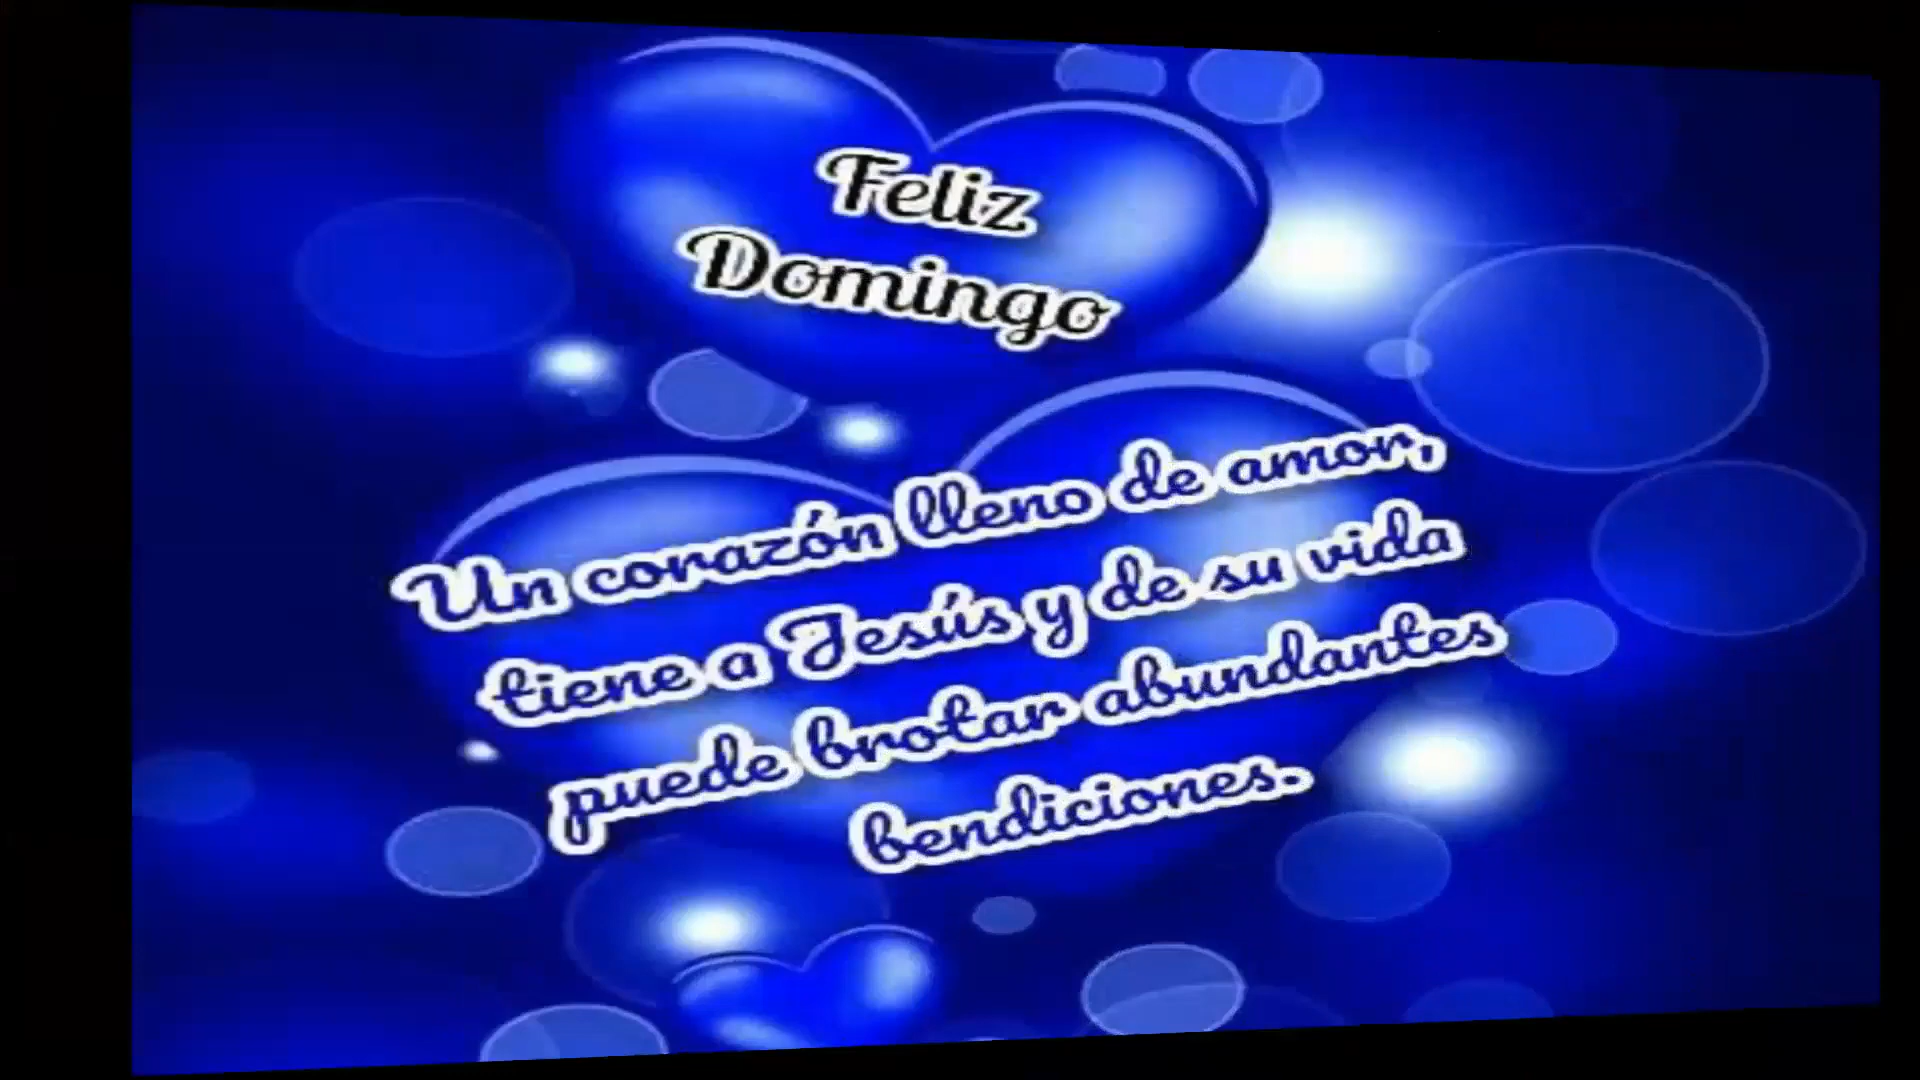 Feliz
Domingo
Un corazón lleno de amor,
tiene a Jesús y de su vida
puede brotar abundantes
bendiciones.